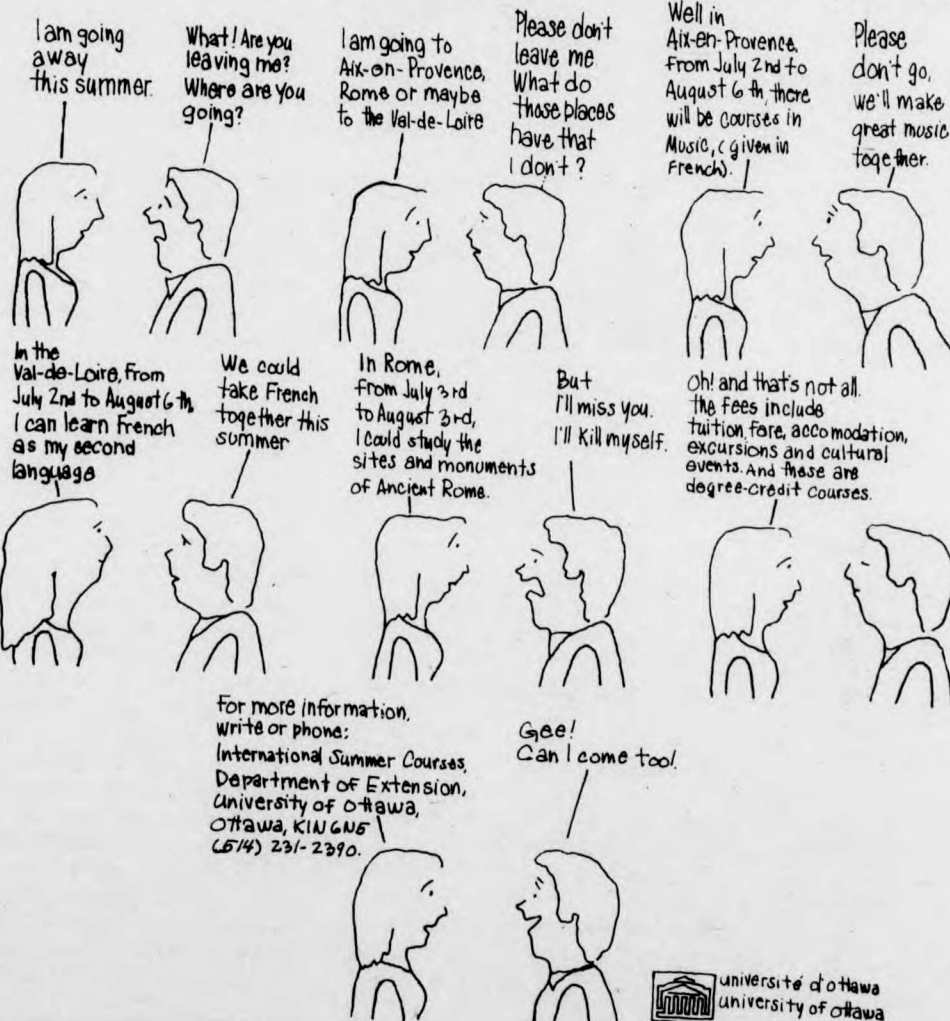 I am going
away
this summer.
What! Are you
leaving me?
Where are you
going?
I am going to
Aix-en-Provence,
Rome or maybe
to the Val-de-Loire
Please don't
leave me
What do
those places
have that
I don't?
Well in
Aix-en-Provence,
from July 2nd to
August 6th, there
will be courses in
Music, (given in
French).
Please
don't go,
we'll make
great music
together.
In the
Val-de-Loire, From
July 2nd to August 6th,
I can learn French
as my second
language
We could
take French
together this
summer
In Rome,
from July 3rd
to August 3rd,
I could study the
sites and monuments
of Ancient Rome.
But
I'll miss you.
I'll Kill myself.
Oh! and that's not all.
the fees include
tuition, fare, accomodation,
excursions and cultural
events. And these are
degree-credit courses.
For more information,
write or phone:
International Summer Courses,
Department of Extension,
University of Ottawa,
Ottawa, K1N 6N5
(514) 231-2390.
Gee!
Can I come too!
université d'ottawa
university of ottawa